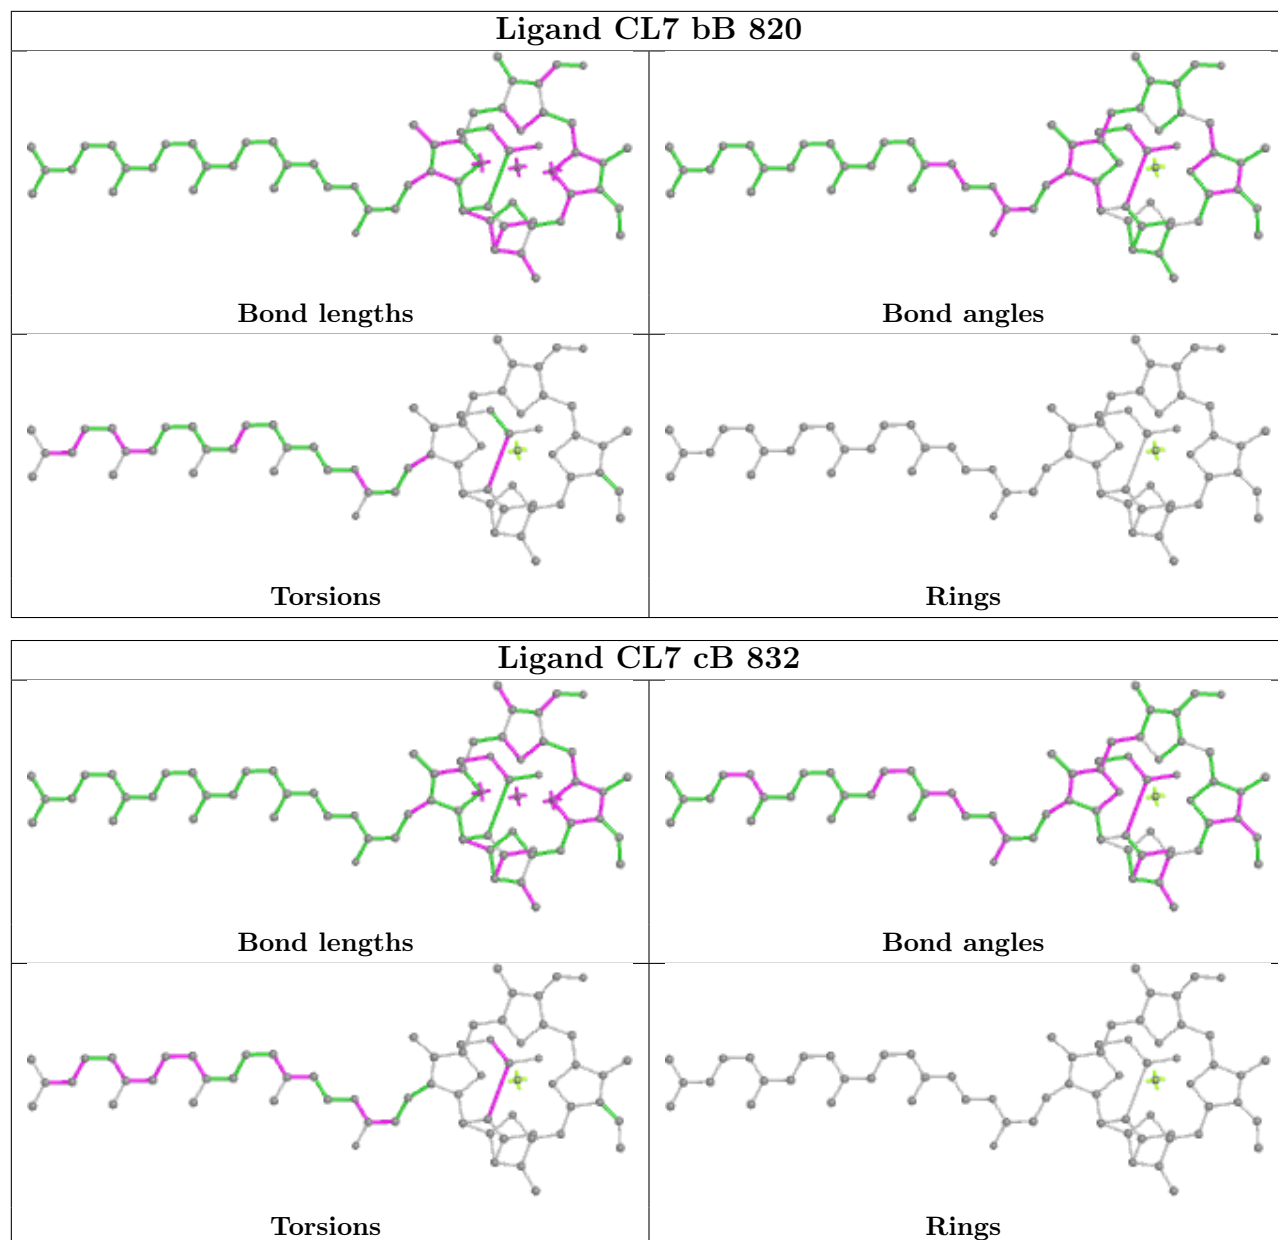 Ligand CL7 bB 820
Bond lengths
Bond angles
Torsions
Rings
Ligand CL7 cB 832
Bond lengths
Bond angles
Torsions
Rings